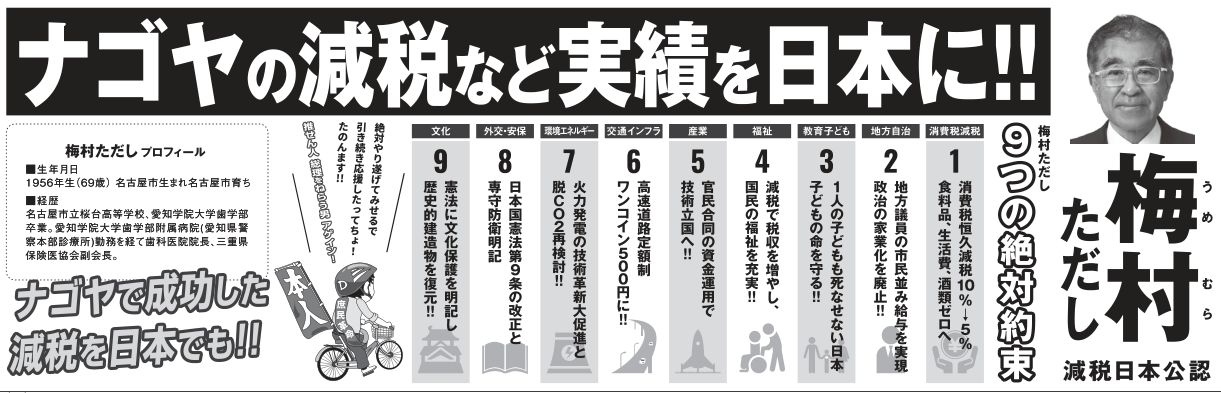 ナゴヤの減税など実績を日本に!!
うめ むら
梅村
ただし
減税日本公認
梅村ただし
9つの絶対約束
消費税減税
1
消費税恒久減税10%→5%
食料品、生活費、酒類ゼロへ
地方自治
2
地方議員の市民並み給与を実現
政治の家業化を廃止!!
教育子ども
3
1人の子どもも死なせない日本
子どもの命を守る!!
福祉
4
減税で税収を増やし、
国民の福祉を充実!!
産業
5
官民合同の資金運用で
技術立国へ!!
交通インフラ
6
高速道路定額制
ワンコイン500円に!!
環境エネルギー
7
火力発電の技術革新大促進と
脱CO2再検討!!
外交・安保
8
日本国憲法第9条の改正と
専守防衛明記
文化
9
憲法に文化保護を明記し
歴史的建造物を復元!!
絶対やり遂げてみせるで
引き続き応援したってちょ!
たのんます!!
推せん人 総理をねらう男 アゲイン!
本人
D
庶民革命
梅村ただし プロフィール
■生年月日
1956年生(69歳) 名古屋市生まれ名古屋市育ち
■経歴
名古屋市立桜台高等学校、愛知学院大学歯学部
卒業。愛知学院大学歯学部附属病院(愛知県警
察本部診療所)勤務を経て歯科医院院長、三重県
保険医協会副会長。
ナゴヤで成功した
減税を日本でも!!